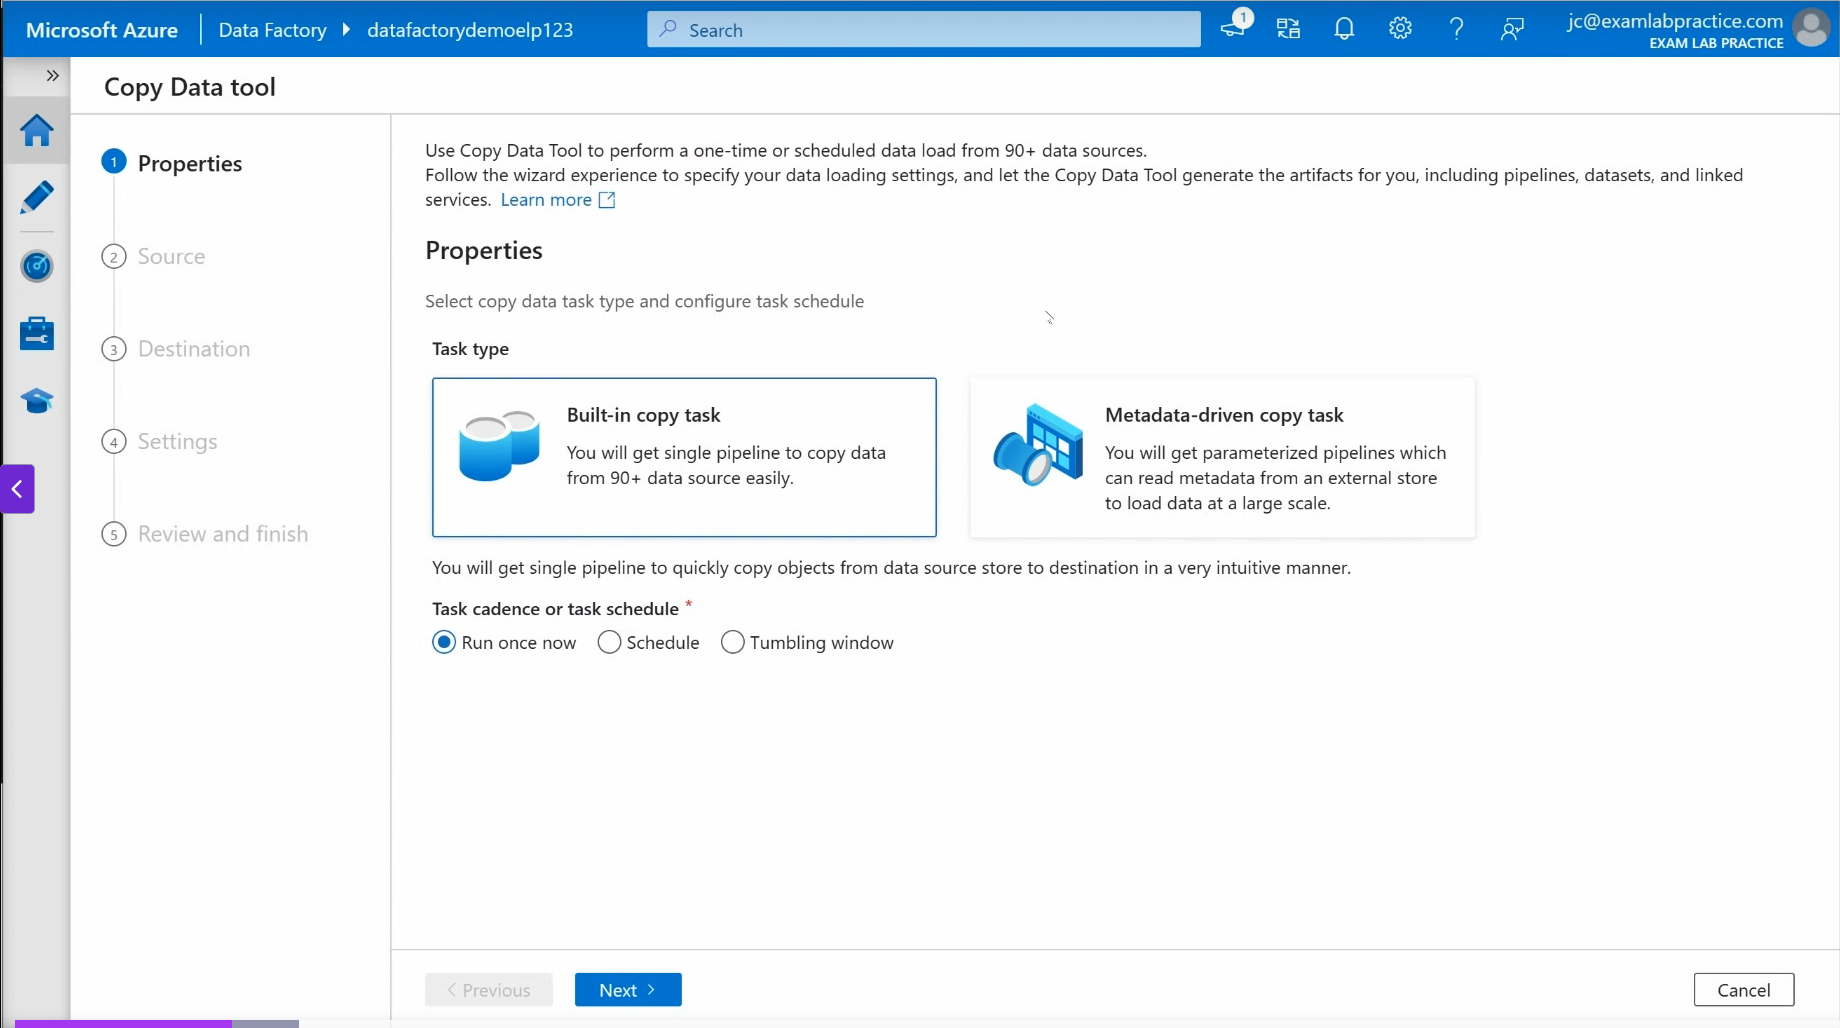 Microsoft Azure
Data Factory
datafactorydemoelp123
Search
1
jc@examlabpractice.com
EXAM LAB PRACTICE
Copy Data tool
1 Properties
2 Source
3 Destination
4 Settings
5 Review and finish
Use Copy Data Tool to perform a one-time or scheduled data load from 90+ data sources.
Follow the wizard experience to specify your data loading settings, and let the Copy Data Tool generate the artifacts for you, including pipelines, datasets, and linked
services. Learn more
Properties
Select copy data task type and configure task schedule
Task type
Built-in copy task
You will get single pipeline to copy data
from 90+ data source easily.
Metadata-driven copy task
You will get parameterized pipelines which
can read metadata from an external store
to load data at a large scale.
You will get single pipeline to quickly copy objects from data source store to destination in a very intuitive manner.
Task cadence or task schedule *
Run once now
Schedule
Tumbling window
< Previous
Next >
Cancel